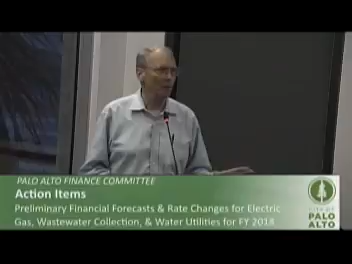 PALO ALTO FINANCE COMMITTEE
Action Items
Preliminary Financial Forecasts & Rate Changes for Electric
Gas, Wastewater Collection, & Water Utilities for FY 2018
CITY OF
PALO
ALTO